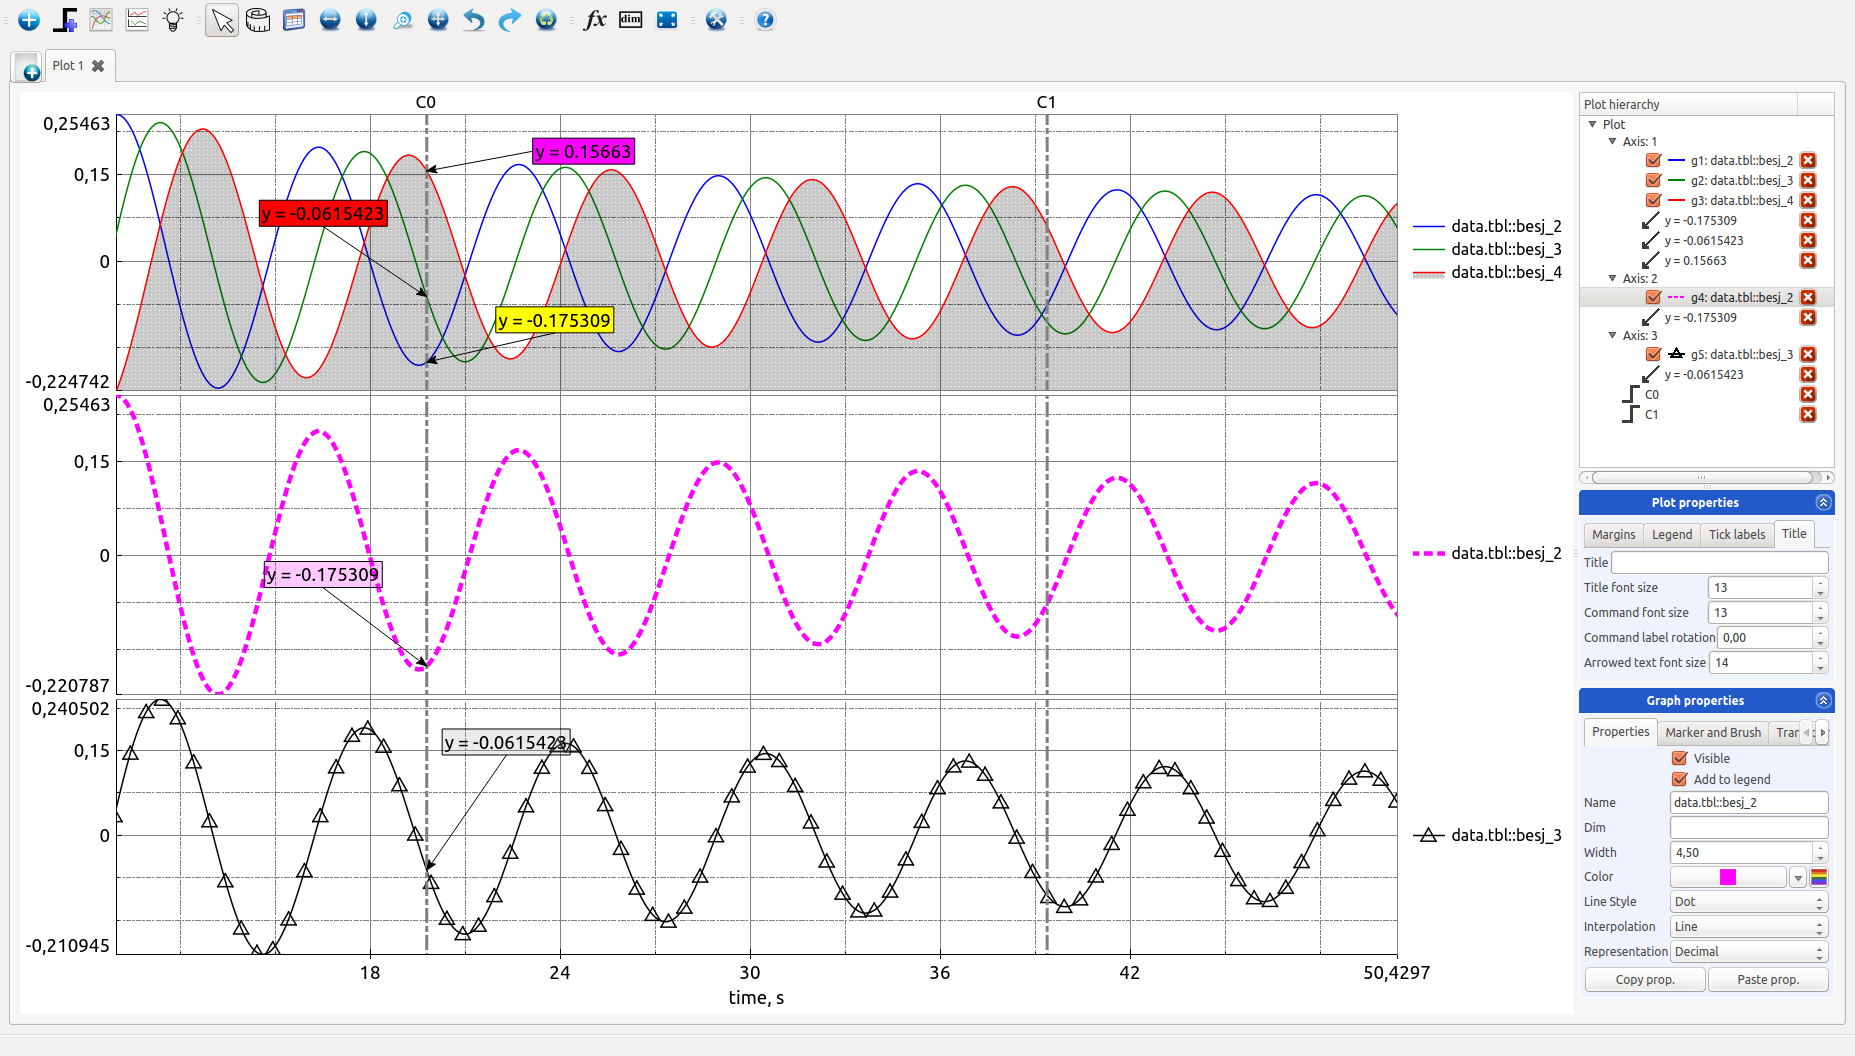 fx
dim
Plot 1
C0
C1
0,25463
0,15
0
-0,224742
y = 0.15663
y = -0.0615423
y = -0.175309
data.tbl::besj_2
data.tbl::besj_3
data.tbl::besj_4
0,25463
0,15
0
-0,220787
y = -0.175309
data.tbl::besj_2
0,240502
0,15
0
-0,210945
y = -0.0615423
data.tbl::besj_3
18
24
30
36
42
50,4297
time, s
Plot hierarchy
Plot
Axis: 1
g1: data.tbl::besj_2
g2: data.tbl::besj_3
g3: data.tbl::besj_4
y = -0.175309
y = -0.0615423
y = 0.15663
Axis: 2
g4: data.tbl::besj_2
y = -0.175309
Axis: 3
g5: data.tbl::besj_3
y = -0.0615423
C0
C1
Plot properties
Margins Legend Tick labels Title
Title
Title font size 13
Command font size 13
Command label rotation 0,00
Arrowed text font size 14
Graph properties
Properties Marker and Brush
Visible
Add to legend
Name data.tbl::besj_2
Dim
Width 4,50
Color
Line Style Dot
Interpolation Line
Representation Decimal
Copy prop. Paste prop.